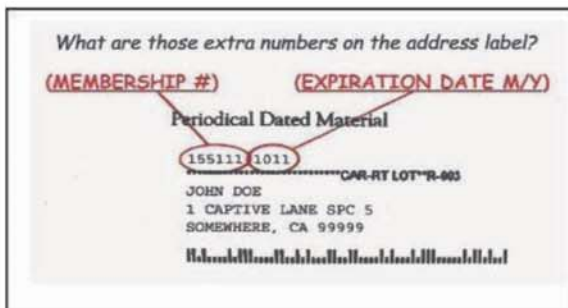 What are those extra numbers on the address label?
(MEMBERSHIP #) (EXPIRATION DATE M/Y)
Periodical Dated Material
155111 1011
**********************CAR-RT LOT**R-003
JOHN DOE
1 CAPTIVE LANE SPC 5
SOMEWHERE, CA 99999